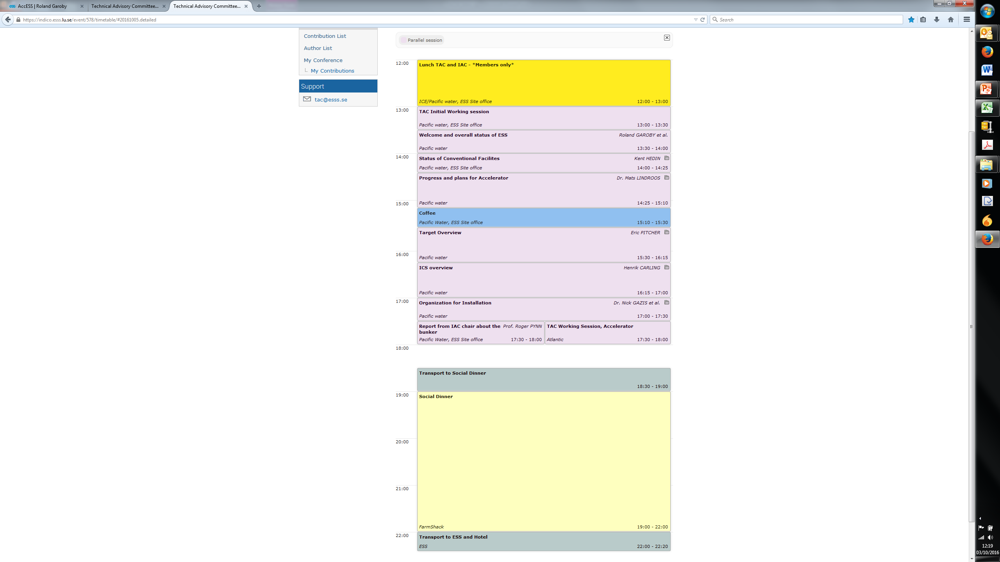 ess AccESS | Roland Garoby
Technical Advisory Committee...
Technical Advisory Committee...
https://indico.esss.lu.se/event/578/timetable/#20161005.detailed
Search
Contribution List
Author List
My Conference
My Contributions
Support
tac@esss.se
Parallel session
12:00
Lunch TAC and IAC - *Members only*
ICE/Pacific water, ESS Site office 12:00 - 13:00
13:00
TAC Initial Working session
Pacific water, ESS Site office 13:00 - 13:30
Welcome and overall status of ESS Roland GAROBY et al.
Pacific water 13:30 - 14:00
14:00
Status of Conventional Facilites Kent HEDIN
Pacific water, ESS Site office 14:00 - 14:25
Progress and plans for Accelerator Dr. Mats LINDROOS
15:00
Pacific water 14:25 - 15:10
Coffee
Pacific Water, ESS Site office 15:10 - 15:30
Target Overview Eric PITCHER
16:00
Pacific water 15:30 - 16:15
ICS overview Henrik CARLING
Pacific water 16:15 - 17:00
17:00
Organization for Installation Dr. Nick GAZIS et al.
Pacific water 17:00 - 17:30
Report from IAC chair about the Prof. Roger PYNN
bunker
Pacific Water, ESS Site office 17:30 - 18:00
TAC Working Session, Accelerator
Atlantic 17:30 - 18:00
18:00
Transport to Social Dinner
18:30 - 19:00
19:00
Social Dinner
20:00
21:00
FarmShack 19:00 - 22:00
22:00
Transport to ESS and Hotel
ESS 22:00 - 22:20
12:19
03/10/2016